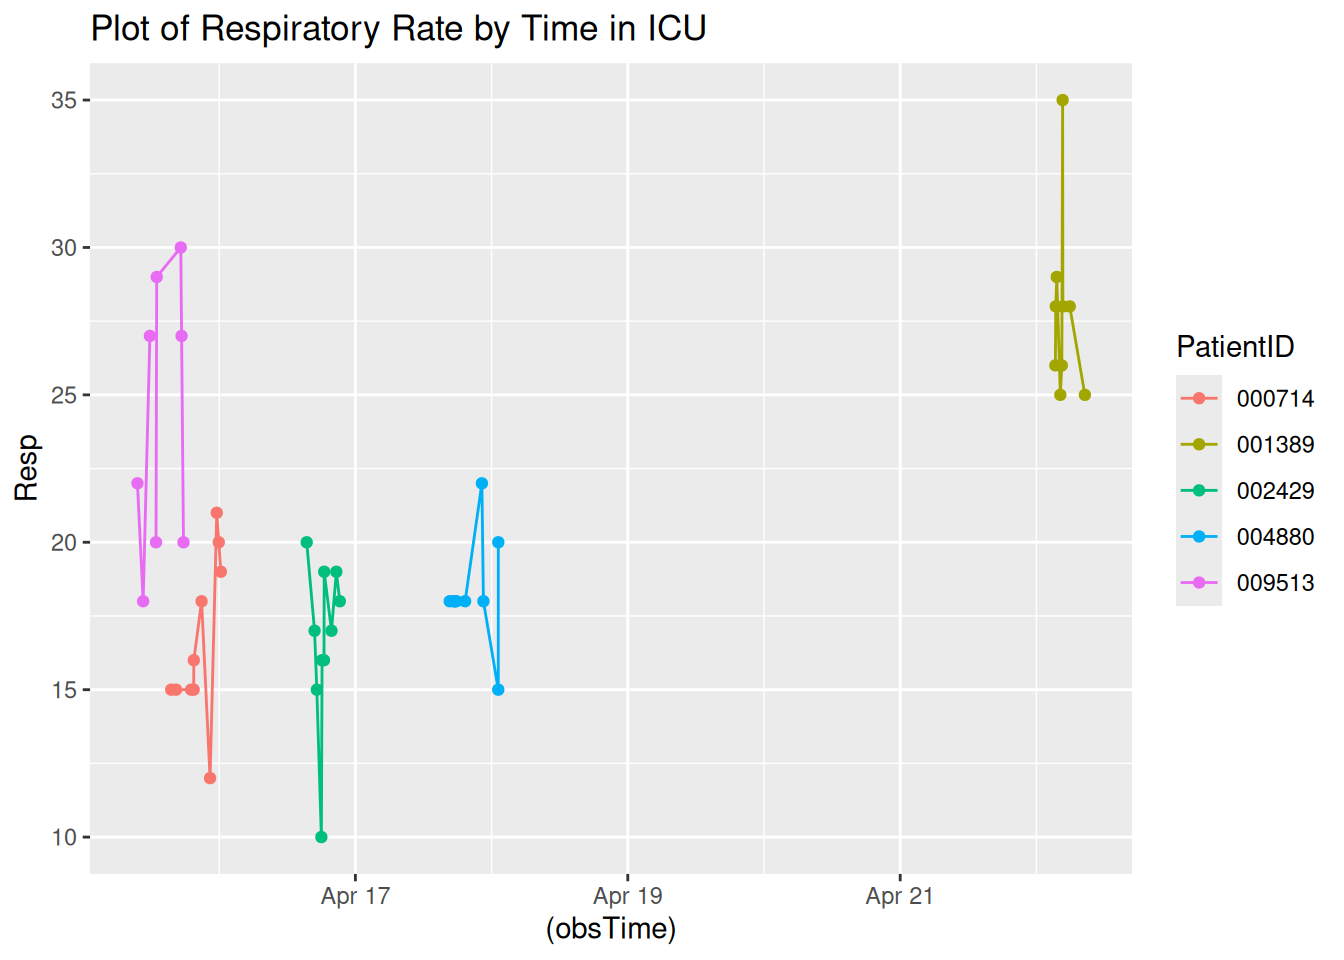 Plot of Respiratory Rate by Time in ICU
35
30
25
20
15
10
Resp
Apr 17
Apr 19
Apr 21
(obsTime)
PatientID
000714
001389
002429
004880
009513